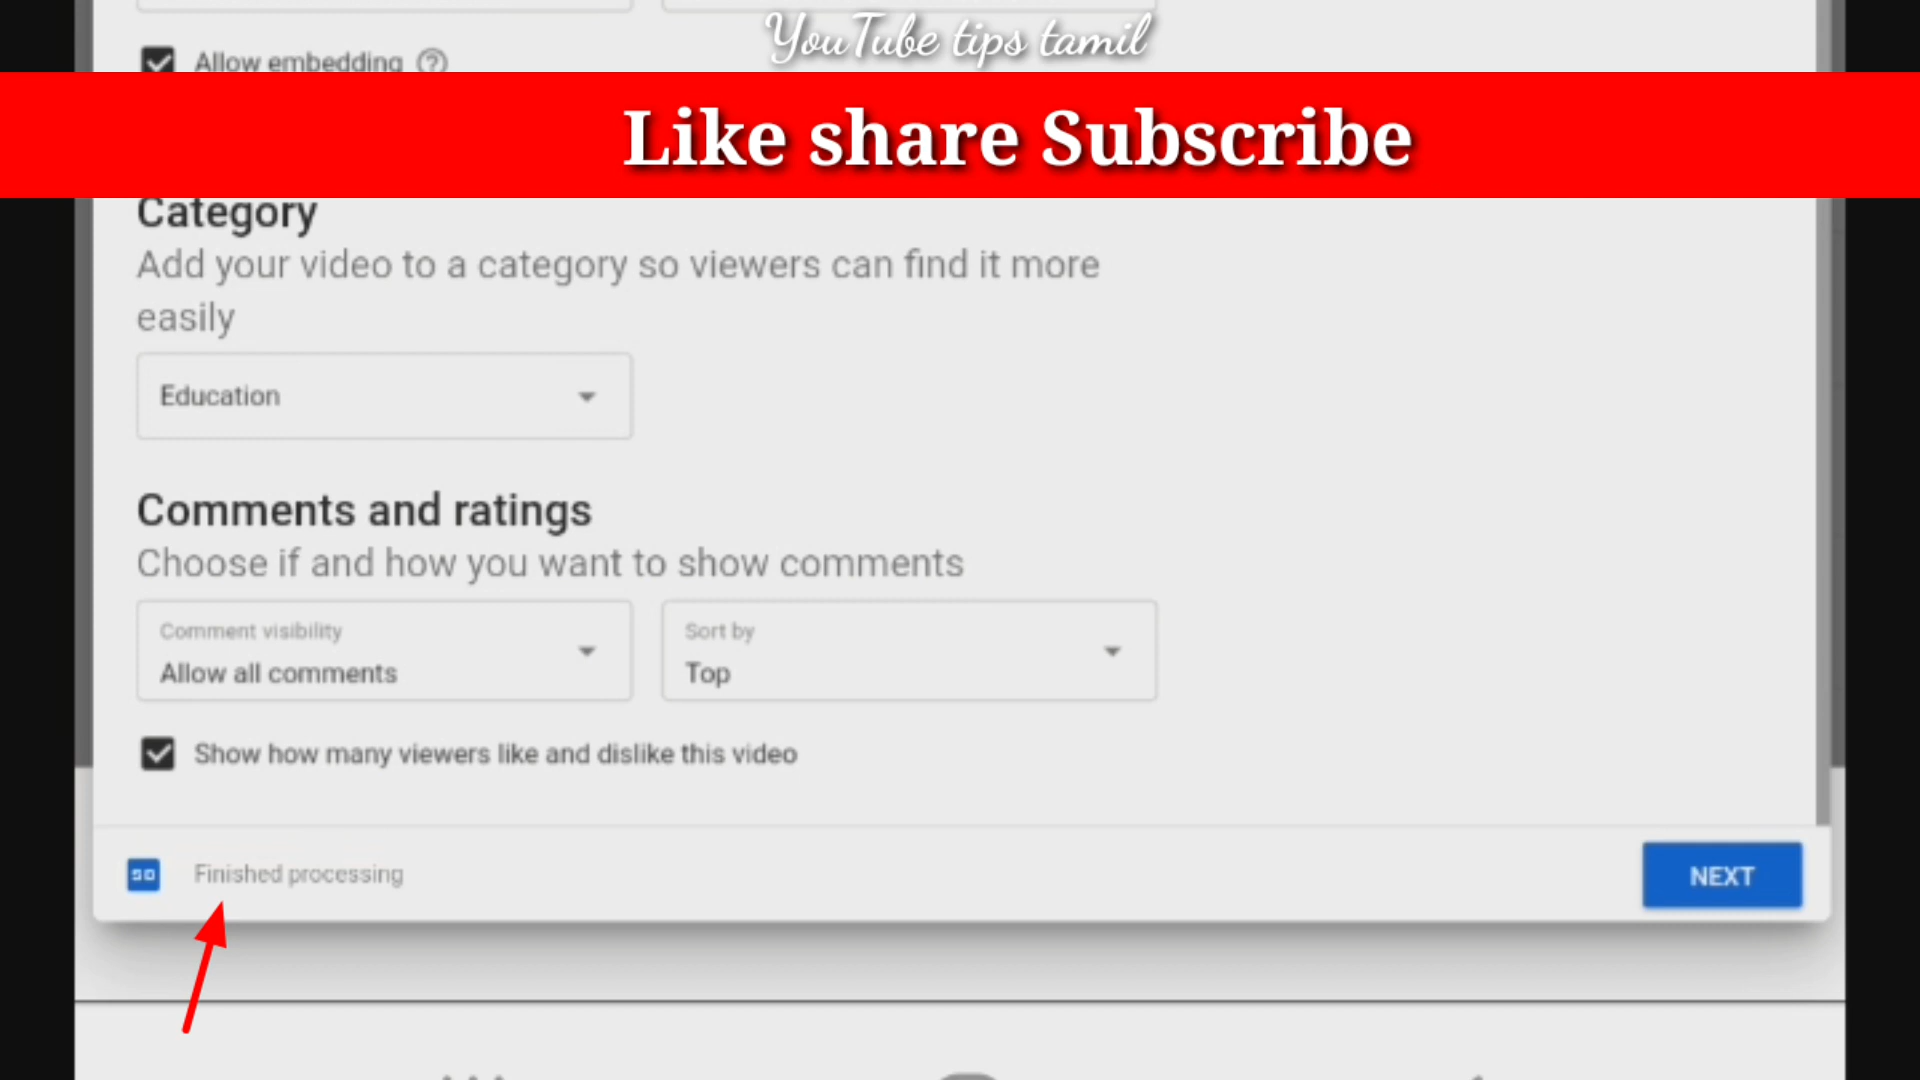 YouTube tips tamil
Allow embedding
Like share Subscribe
Category
Add your video to a category so viewers can find it more
easily
Education
Comments and ratings
Choose if and how you want to show comments
Comment visibility
Sort by
Allow all comments
Top
Show how many viewers like and dislike this video
SD
Finished processing
NEXT